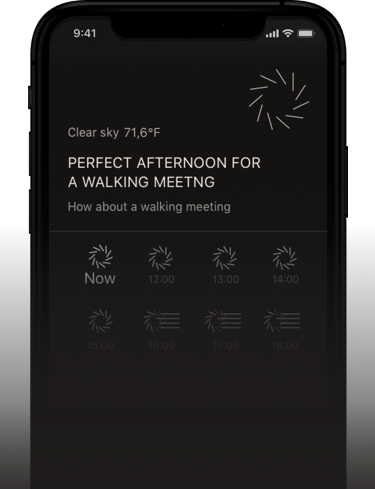 9:41
Clear sky 71,6°F
PERFECT AFTERNOON FOR
A WALKING MEETNG
How about a walking meeting
Now 12:00 13:00 14:00
15:00 16:00 17:00 18:00